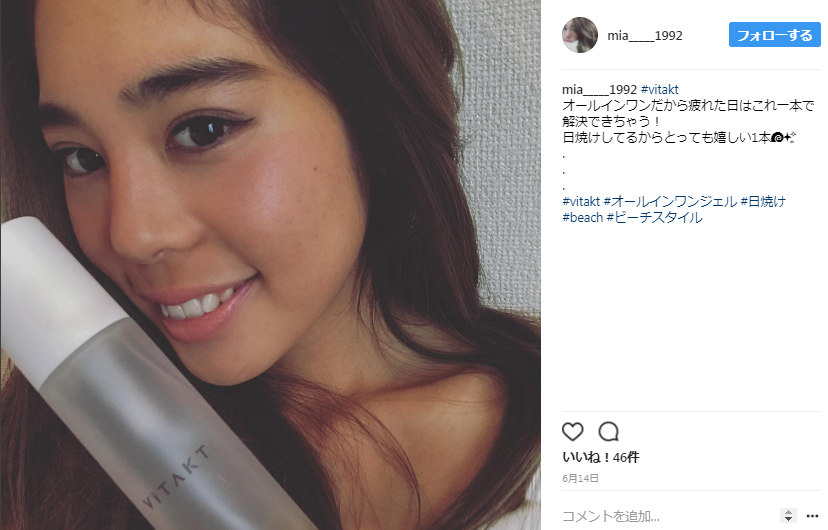 mia_____1992
フォローする
mia_____1992 #vitakt
オールインワンだから疲れた日はこれ一本で
解決できちゃう！
日焼けしてるからとっても嬉しい1本🐚✨
.
.
.
#vitakt #オールインワンジェル #日焼け
#beach #ビーチスタイル
ViTAKT
いいね！46件
6月14日
コメントを追加...